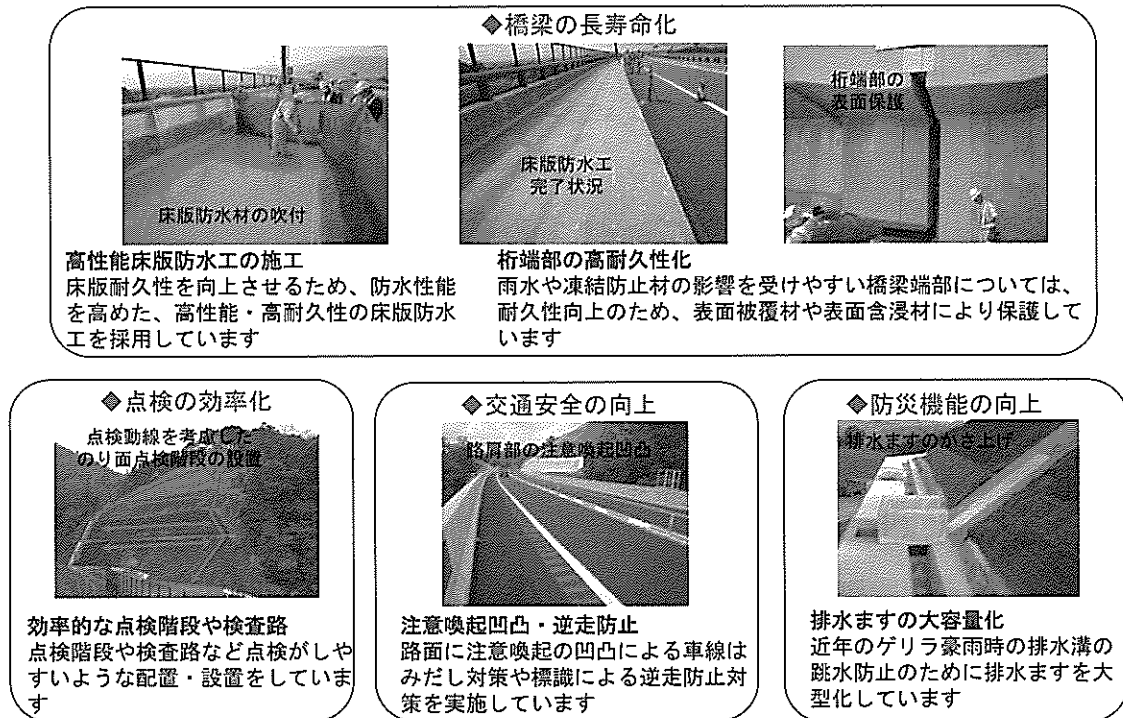 ◆橋梁の長寿命化
床版防水材の吹付
床版防水工
完了状況
桁端部の
表面保護
高性能床版防水工の施工
床版耐久性を向上させるため、防水性能
を高めた、高性能・高耐久性の床版防水
工を採用しています
桁端部の高耐久性化
雨水や凍結防止材の影響を受けやすい橋梁端部については、
耐久性向上のため、表面被覆材や表面含浸材により保護して
います
◆点検の効率化
点検動線を考慮した
のり面点検階段の設置
効率的な点検階段や検査路
点検階段や検査路など点検がしや
すいような配置・設置をしていま
す
◆交通安全の向上
路肩部の注意喚起凹凸
注意喚起凹凸・逆走防止
路面に注意喚起の凹凸による車線は
みだし対策や標識による逆走防止対
策を実施しています
◆防災機能の向上
排水ますのかさ上げ
排水ますの大容量化
近年のゲリラ豪雨時の排水溝の
跳水防止のために排水ますを大
型化しています